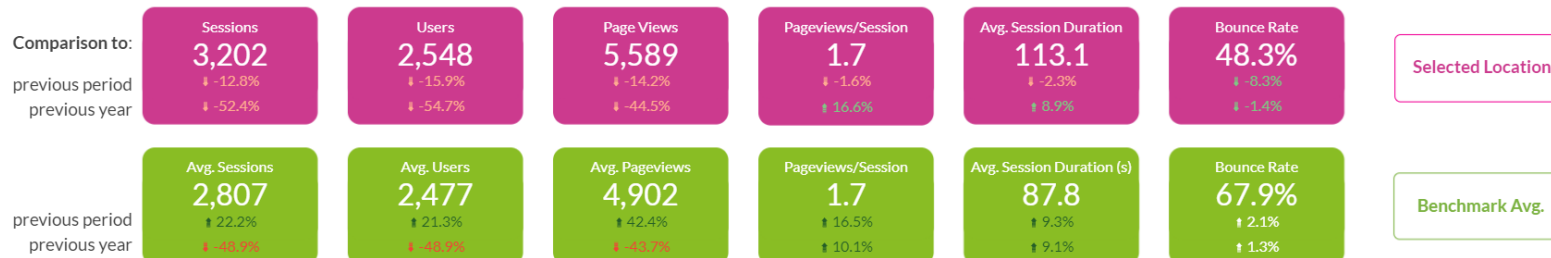 Comparison to:
previous period
previous year
Sessions
3,202
⬇ -12.8%
⬇ -52.4%
Users
2,548
⬇ -15.9%
⬇ -54.7%
Page Views
5,589
⬇ -14.2%
⬇ -44.5%
Pageviews/Session
1.7
⬇ -1.6%
⬆ 16.6%
Avg. Session Duration
113.1
⬇ -2.3%
⬆ 8.9%
Bounce Rate
48.3%
⬇ -8.3%
⬇ -1.4%
Selected Location
previous period
previous year
Avg. Sessions
2,807
⬆ 22.2%
⬇ -48.9%
Avg. Users
2,477
⬆ 21.3%
⬇ -48.9%
Avg. Pageviews
4,902
⬆ 42.4%
⬇ -43.7%
Pageviews/Session
1.7
⬆ 16.5%
⬆ 10.1%
Avg. Session Duration (s)
87.8
⬆ 9.3%
⬆ 9.1%
Bounce Rate
67.9%
⬆ 2.1%
⬆ 1.3%
Benchmark Avg.